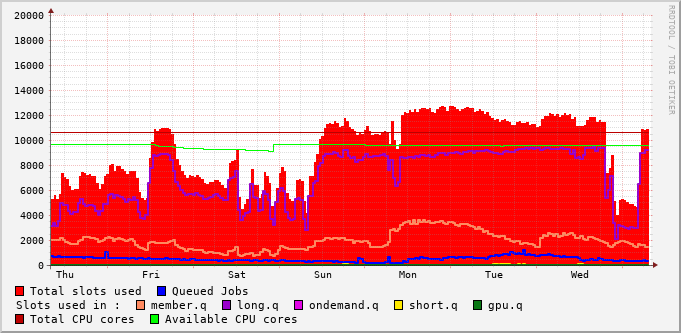 RRDTOOL / TOBI OETIKER
20000
18000
16000
14000
12000
10000
8000
6000
4000
2000
0
Thu Fri Sat Sun Mon Tue Wed
Total slots used Queued Jobs
Slots used in : member.q long.q ondemand.q short.q gpu.q
Total CPU cores Available CPU cores